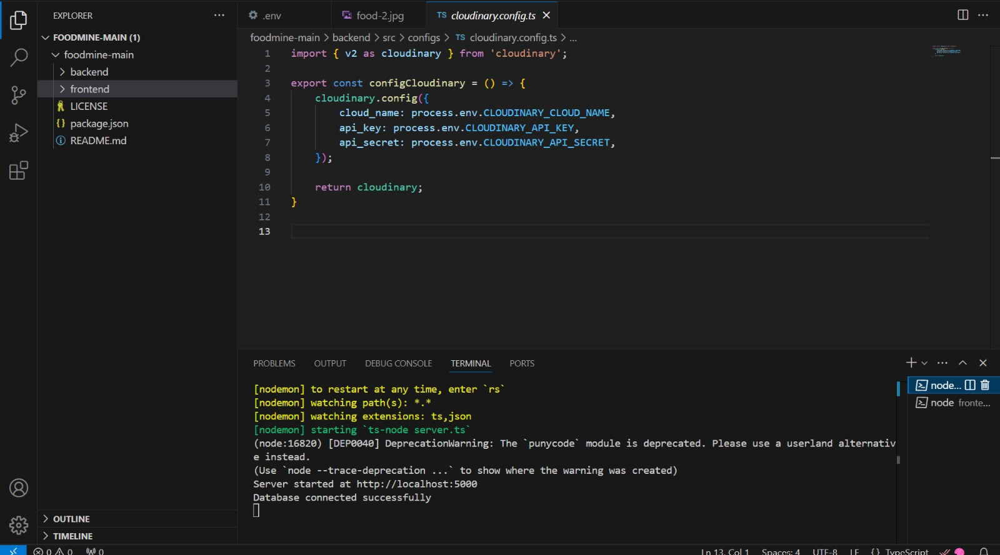 EXPLORER
FOODMINE-MAIN (1)
foodmine-main
backend
frontend
LICENSE
package.json
README.md
OUTLINE
TIMELINE
.env
food-2.jpg
TS cloudinary.config.ts
foodmine-main > backend > src > configs > TS cloudinary.config.ts > ...
1 import { v2 as cloudinary } from 'cloudinary';
2
3 export const configCloudinary = () => {
4 cloudinary.config({
5 cloud_name: process.env.CLOUDINARY_CLOUD_NAME,
6 api_key: process.env.CLOUDINARY_API_KEY,
7 api_secret: process.env.CLOUDINARY_API_SECRET,
8 });
9
10 return cloudinary;
11 }
12
13
PROBLEMS OUTPUT DEBUG CONSOLE TERMINAL PORTS
[nodemon] to restart at any time, enter `rs`
[nodemon] watching path(s): *.*
[nodemon] watching extensions: ts,json
[nodemon] starting `ts-node server.ts`
(node:16820) [DEP0040] DeprecationWarning: The `punycode` module is deprecated. Please use a userland alternativ
e instead.
(Use `node --trace-deprecation ...` to show where the warning was created)
Server started at http://localhost:5000
Database connected successfully
node...
node fronte...
0 0 0
Ln 13, Col 1 Spaces: 4 UTF-8 LF {} TypeScript